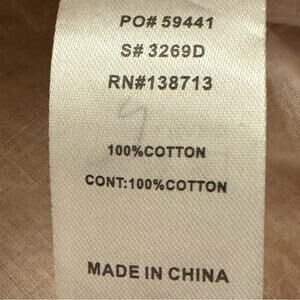 PO# 59441
S# 3269D
RN#138713
100%COTTON
CONT:100%COTTON
MADE IN CHINA